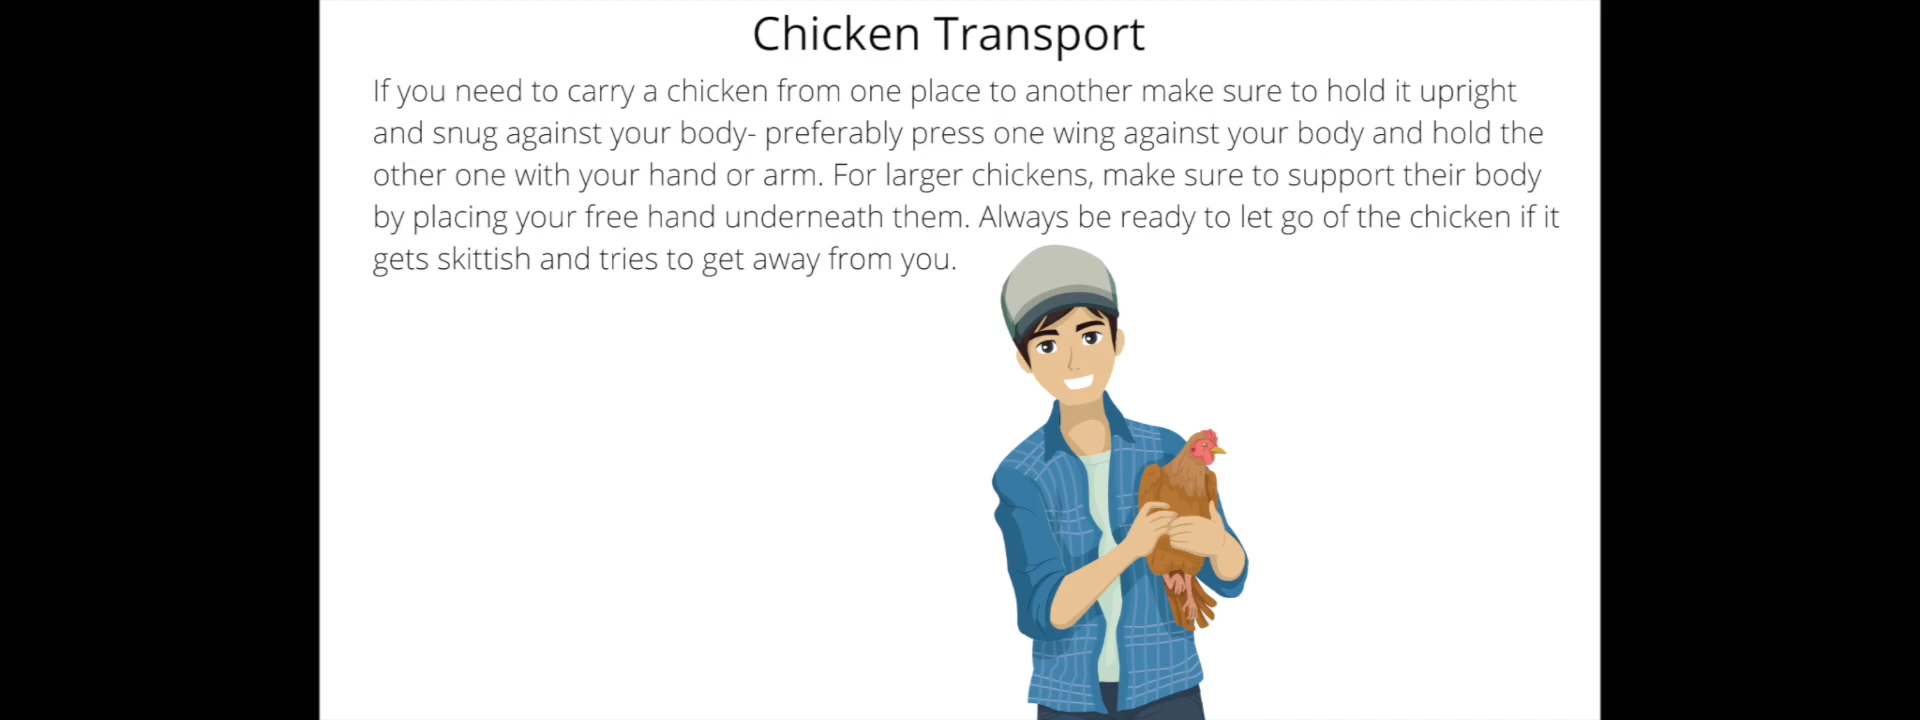 Chicken Transport
If you need to carry a chicken from one place to another make sure to hold it upright
and snug against your body- preferably press one wing against your body and hold the
other one with your hand or arm. For larger chickens, make sure to support their body
by placing your free hand underneath them. Always be ready to let go of the chicken if it
gets skittish and tries to get away from you.